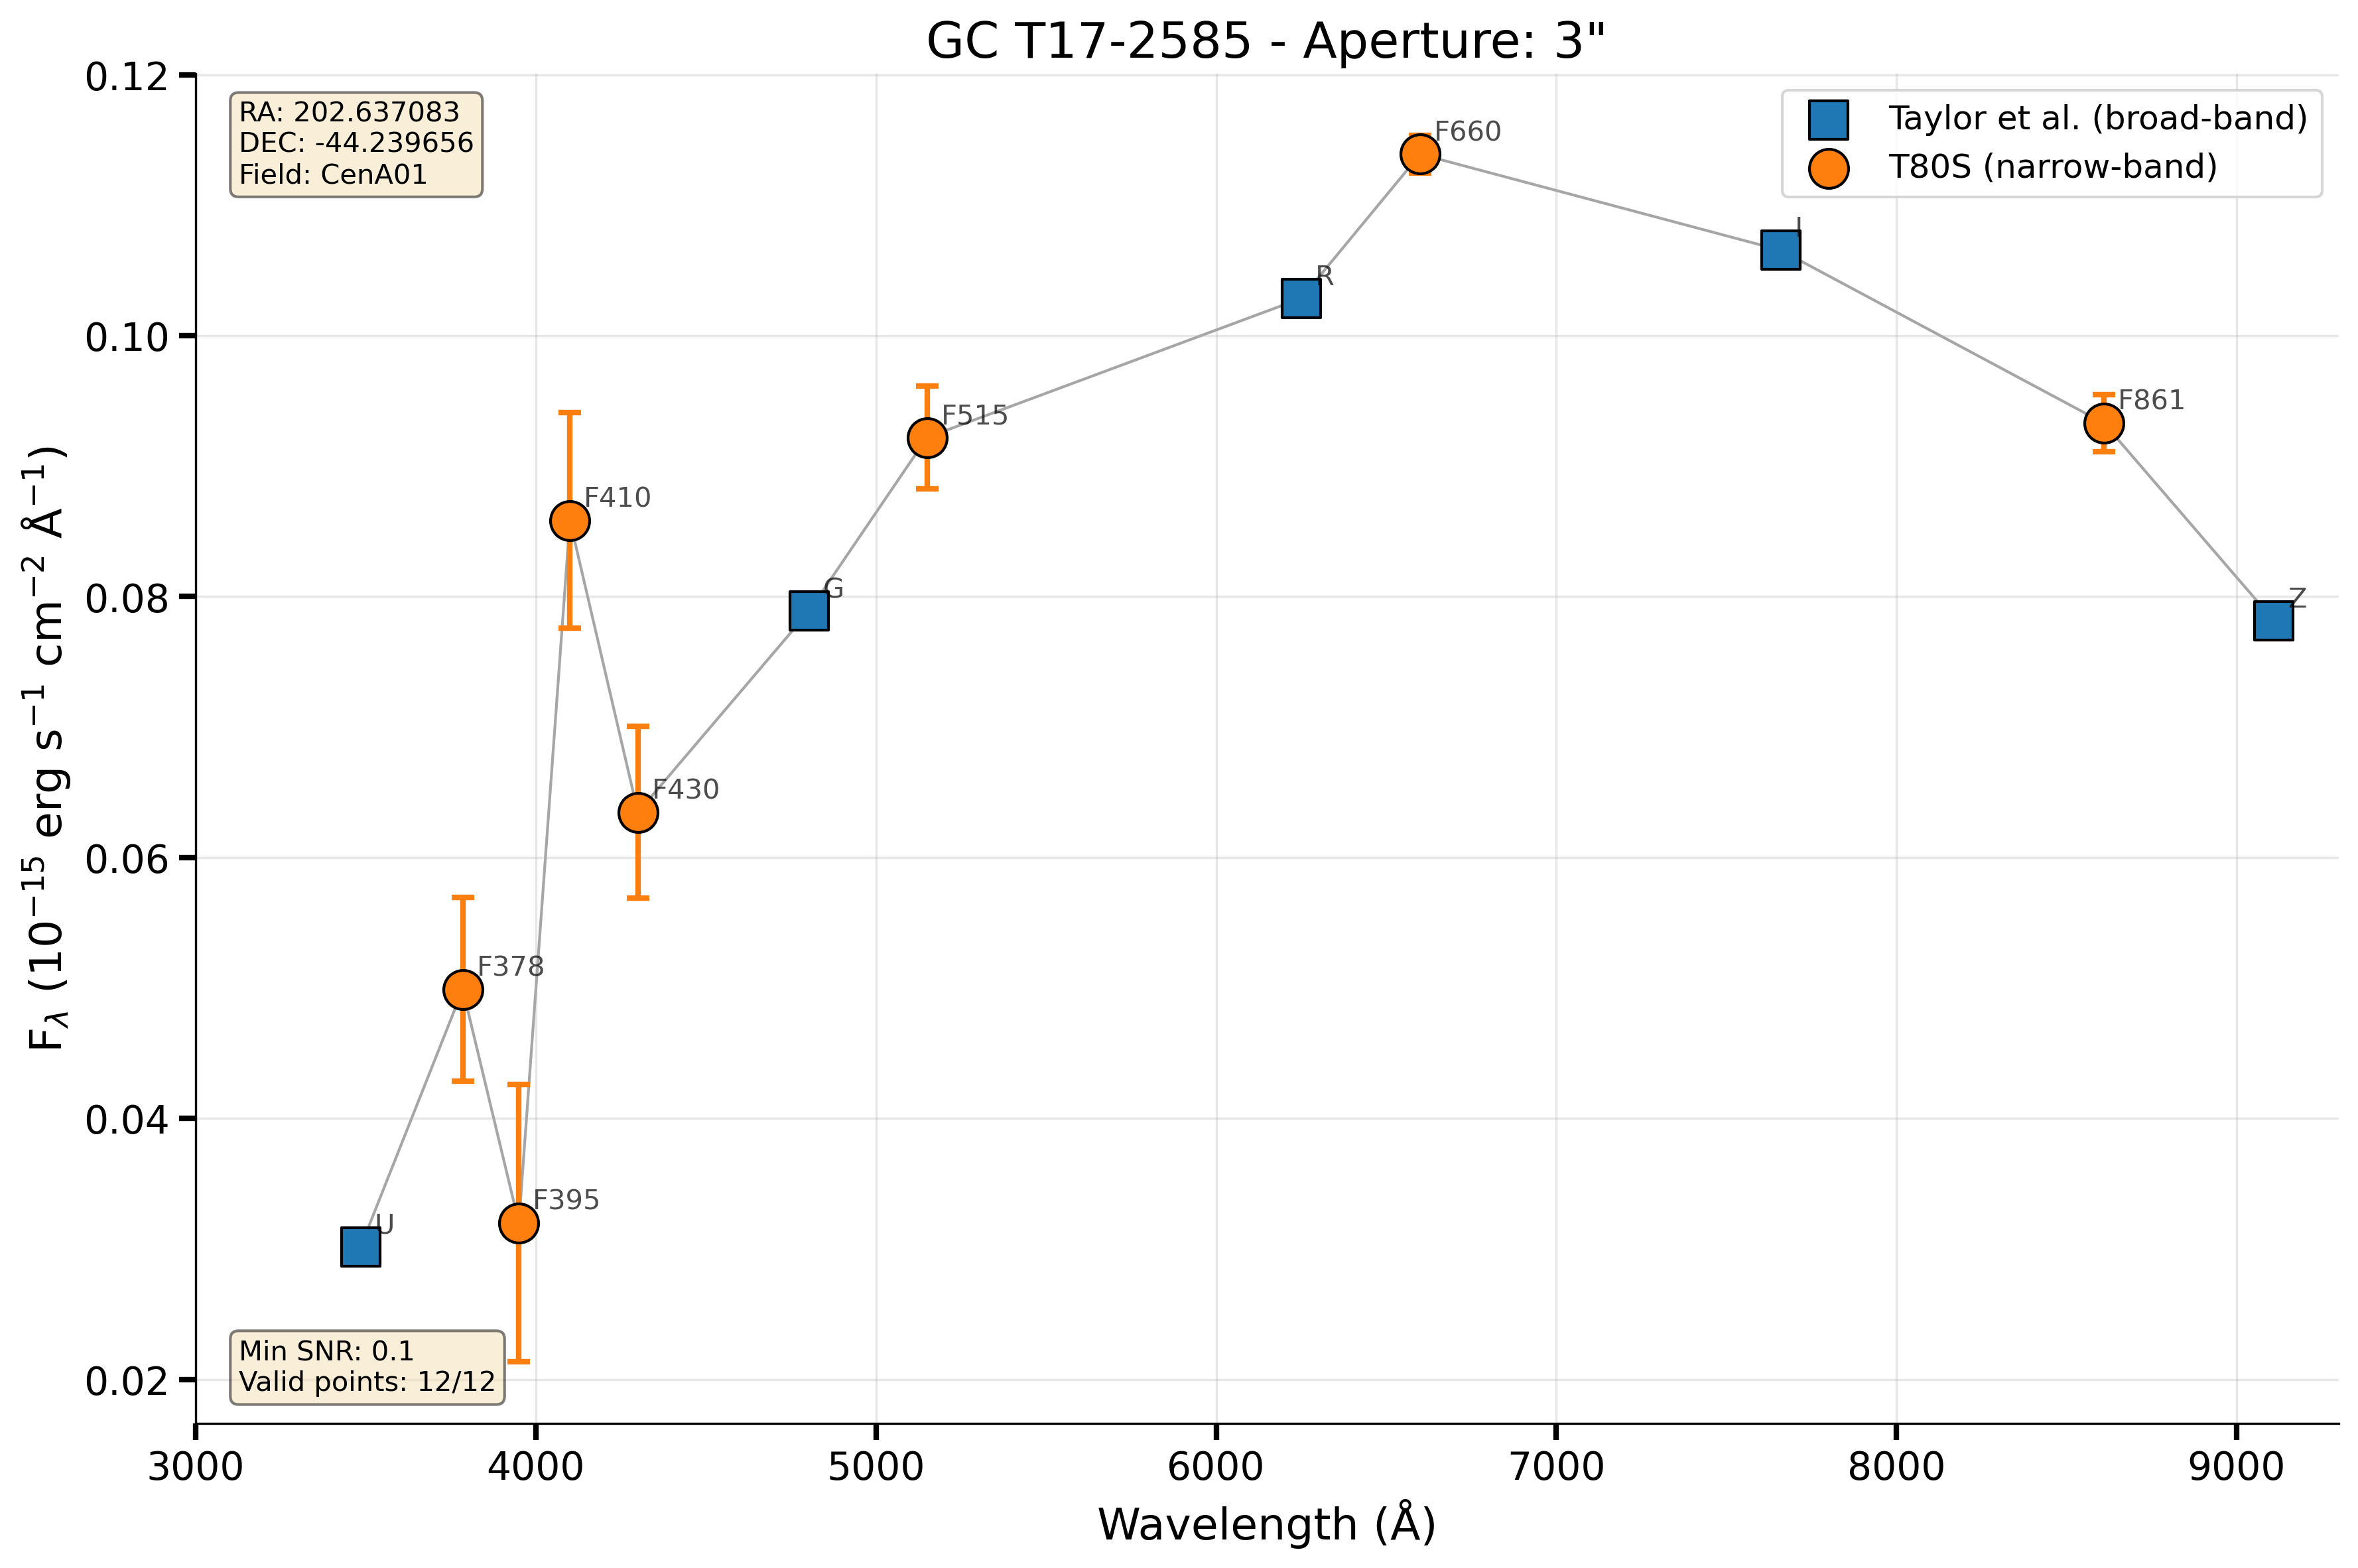 GC T17-2585 - Aperture: 3"
RA: 202.637083
DEC: -44.239656
Field: CenA01
Taylor et al. (broad-band)
T80S (narrow-band)
F660
I
R
F515
F861
F410
G
Z
F430
F378
F395
U
Min SNR: 0.1
Valid points: 12/12
0.12
0.10
0.08
0.06
0.04
0.02
Fλ (10⁻¹⁵ erg s⁻¹ cm⁻² Å⁻¹)
3000 4000 5000 6000 7000 8000 9000
Wavelength (Å)